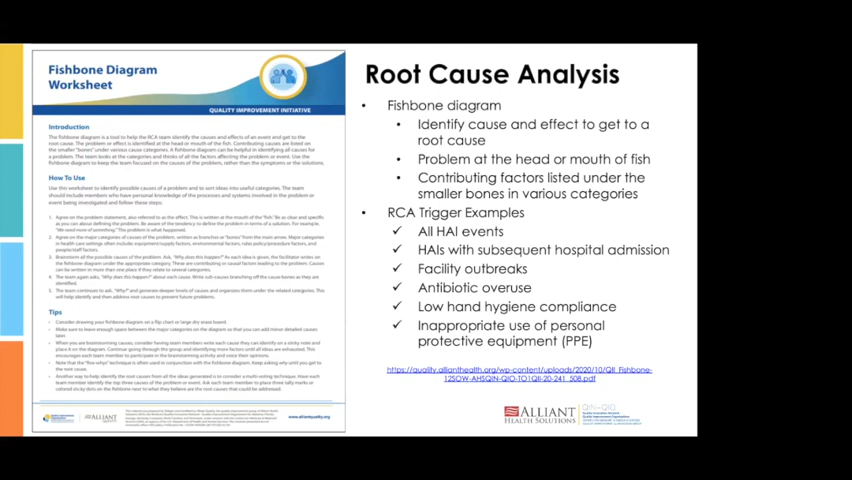 Fishbone Diagram
Worksheet
QUALITY IMPROVEMENT INITIATIVE
Introduction
The fishbone diagram is a tool to help the RCA team identify the causes and effects of an event and get to the
root cause. The problem or effect is identified at the head or mouth of the fish. Contributing causes are listed on
the smaller "bones" under various cause categories. A fishbone diagram can be helpful in identifying all causes for
a problem. The team looks at the categories and thinks of all the factors affecting the problem or event. Use the
fishbone diagram to keep the team focused on the causes of the problem, rather than the symptoms or the solutions.
How To Use
Use this worksheet to identify possible causes of a problem and to sort ideas into useful categories. The team
should include members who have personal knowledge of the processes and systems involved in the problem or
event being investigated and follow these steps:
1. Agree on the problem statement, also referred to as the effect. This is written at the mouth of the "fish." Be as clear and specific
as you can about defining the problem. Be aware of the tendency to define the problem in terms of a solution. For example,
"We need more of something." The problem is what happened.
2. Agree on the major categories of causes of the problem, written as branches or "bones" from the main arrow. Major categories
in health care settings often include equipment/supply factors, environmental factors, rules policy/procedure factors, and
people/staff factors.
3. Brainstorm all the possible causes of the problem. Ask, "Why does this happen?" As each idea is given, the facilitator writes on
the fishbone diagram under the appropriate category. These are contributing or causal factors leading to the problem. Causes
can be written in more than one place if they relate to several categories.
4. The team again asks, "Why does this happen?" about each cause. Write sub-causes branching off the cause bones as they are
identified.
5. The team continues to ask, "Why?" and generates deeper levels of causes and organizes them under the related categories. This
will help identify and then address root causes to prevent future problems.
Tips
• Consider drawing your fishbone diagram on a flip chart or large dry erase board.
• Make sure to leave enough space between the major categories on the diagram so that you can add minor detailed causes
later.
• When you are brainstorming causes, consider having team members write each cause they can identify on a sticky note and
place it on the diagram. Continue going through the group and identifying more factors until all ideas are exhausted. This
encourages each team member to participate in the brainstorming activity and voice their opinions.
• Note that the "five-whys" technique is often used in conjunction with the fishbone diagram. Keep asking why until you get to
the root cause.
• Another way to help identify the root causes from all the ideas generated is to consider a multi-voting technique. Have each
team member identify the top three causes of the problem or event. Ask each team member to place three tally marks or
colored sticky dots on the fishbone next to what they believe are the root causes that could be addressed.
ALLIANT
www.alliantquality.org
Root Cause Analysis
• Fishbone diagram
• Identify cause and effect to get to a
root cause
• Problem at the head or mouth of fish
• Contributing factors listed under the
smaller bones in various categories
• RCA Trigger Examples
✓ All HAI events
✓ HAIs with subsequent hospital admission
✓ Facility outbreaks
✓ Antibiotic overuse
✓ Low hand hygiene compliance
✓ Inappropriate use of personal
protective equipment (PPE)
https://quality.allianthealth.org/wp-content/uploads/2020/10/QII_Fishbone-
12SOW-AHSQIN-QIO-TO1QII-20-241_508.pdf
ALLIANT
HEALTH SOLUTIONS
QIN-QIO